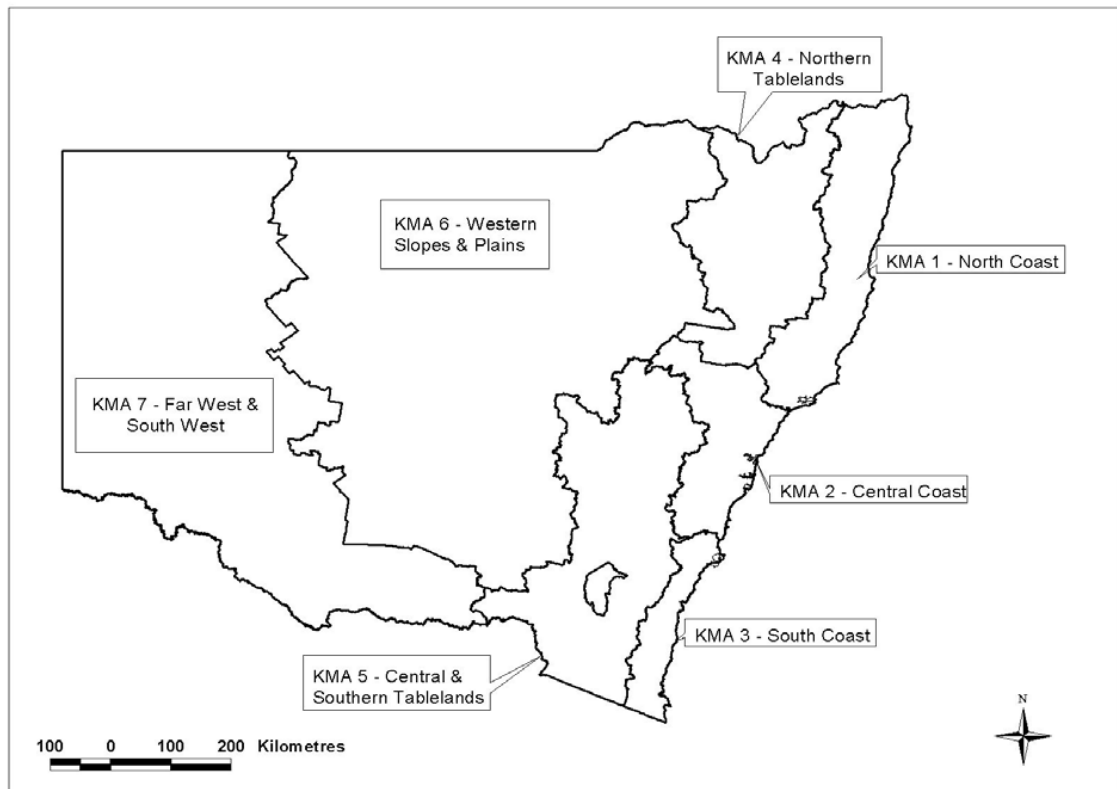 KMA 4 - Northern
Tablelands
KMA 6 - Western
Slopes & Plains
KMA 1 - North Coast
KMA 7 - Far West &
South West
KMA 2 - Central Coast
KMA 3 - South Coast
KMA 5 - Central &
Southern Tablelands
N
100 0 100 200 Kilometres